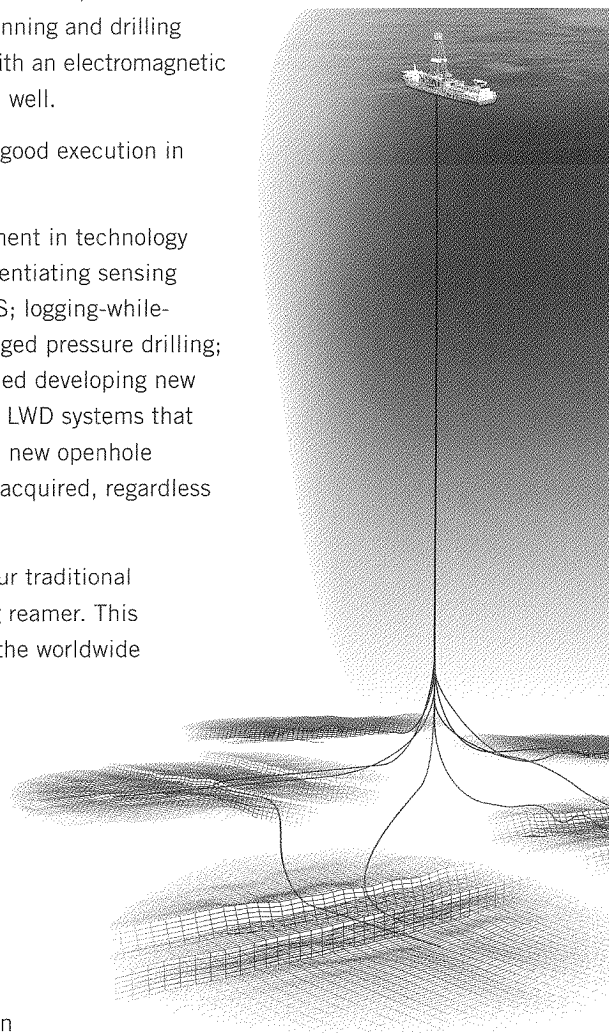 nning and drilling
ith an electromagnetic
well.
good execution in
nent in technology
entiating sensing
S; logging-while-
ged pressure drilling;
ed developing new
LWD systems that
new openhole
acquired, regardless
ur traditional
reamer. This
the worldwide
n